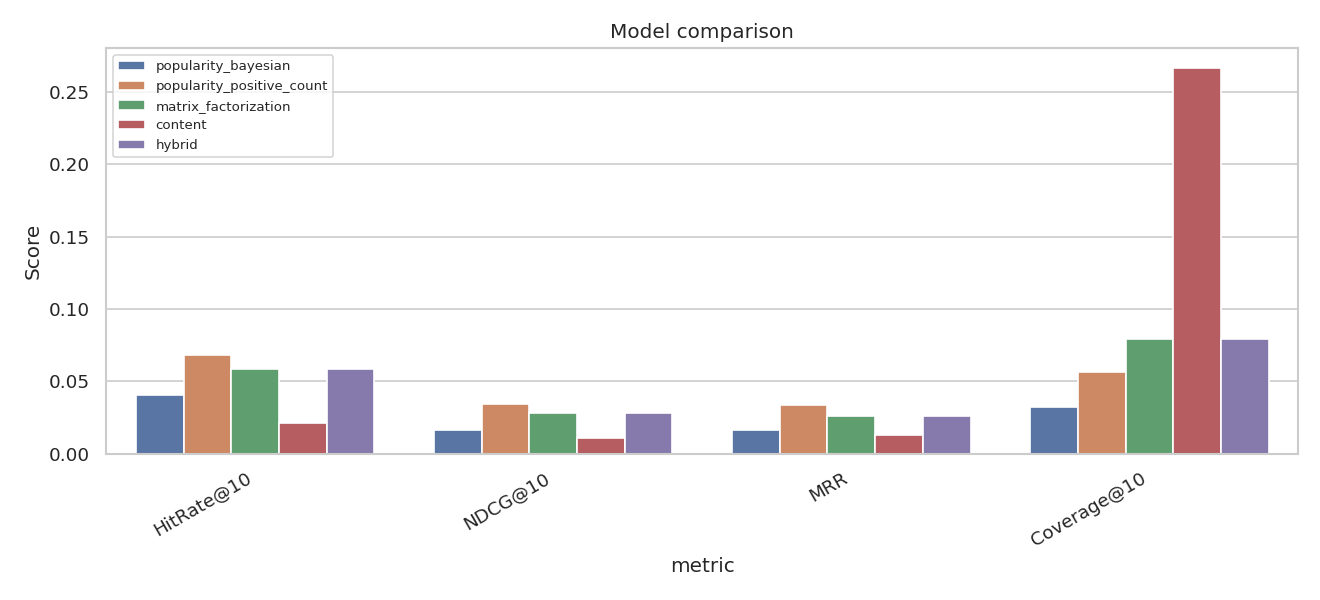 Model comparison
popularity_bayesian
popularity_positive_count
matrix_factorization
content
hybrid
Score
0.25
0.20
0.15
0.10
0.05
0.00
HitRate@10
NDCG@10
MRR
Coverage@10
metric